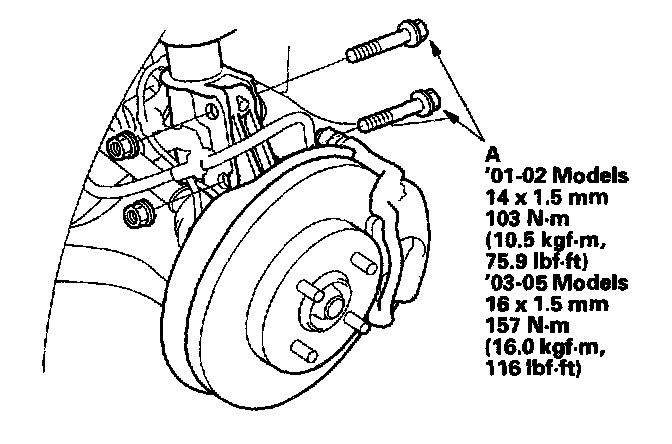 A
'01-02 Models
14 x 1.5 mm
103 N·m
(10.5 kgf·m,
75.9 lbf·ft)
'03-05 Models
16 x 1.5 mm
157 N·m
(16.0 kgf·m,
116 lbf·ft)